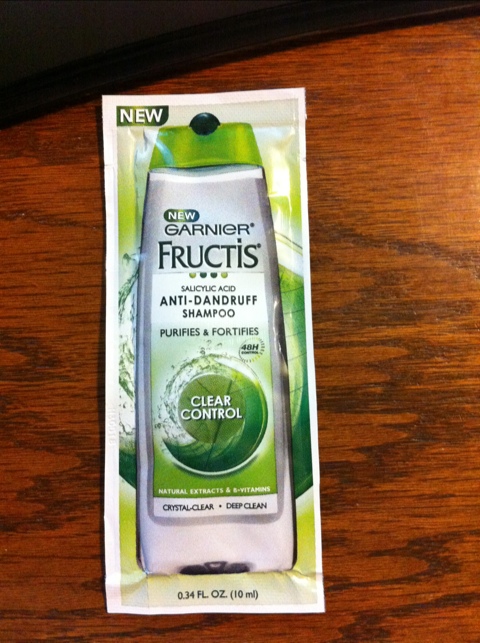 NEW
NEW
GARNIER®
FRUCTIS®
SALICYLIC ACID
ANTI-DANDRUFF
SHAMPOO
PURIFIES & FORTIFIES
48H
CONTROL
CLEAR
CONTROL
NATURAL EXTRACTS & B-VITAMINS
CRYSTAL-CLEAR • DEEP CLEAN
0.34 FL. OZ. (10 ml)